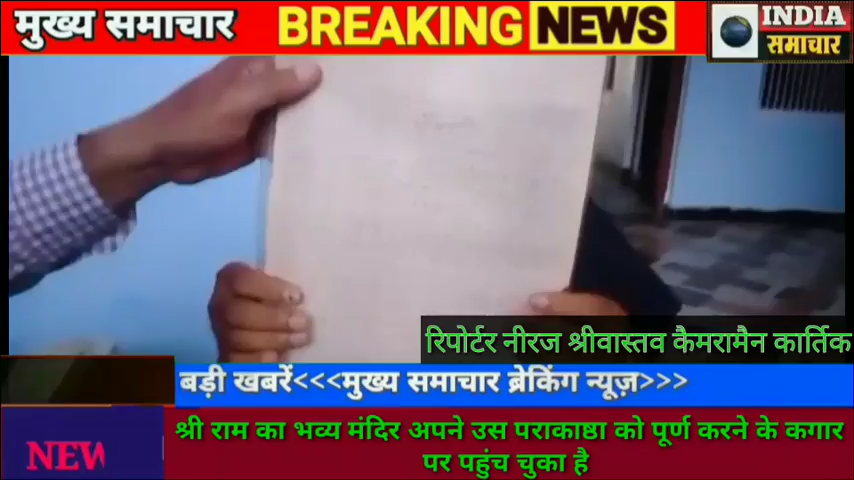 मुख्य समाचार
BREAKING NEWS
INDIA
समाचार
रिपोर्टर नीरज श्रीवास्तव कैमरामैन कार्तिक
बड़ी खबरें<<<मुख्य समाचार ब्रेकिंग न्यूज़>>>
NEW
श्री राम का भव्य मंदिर अपने उस पराकाष्ठा को पूर्ण करने के कगार
पर पहुंच चुका है